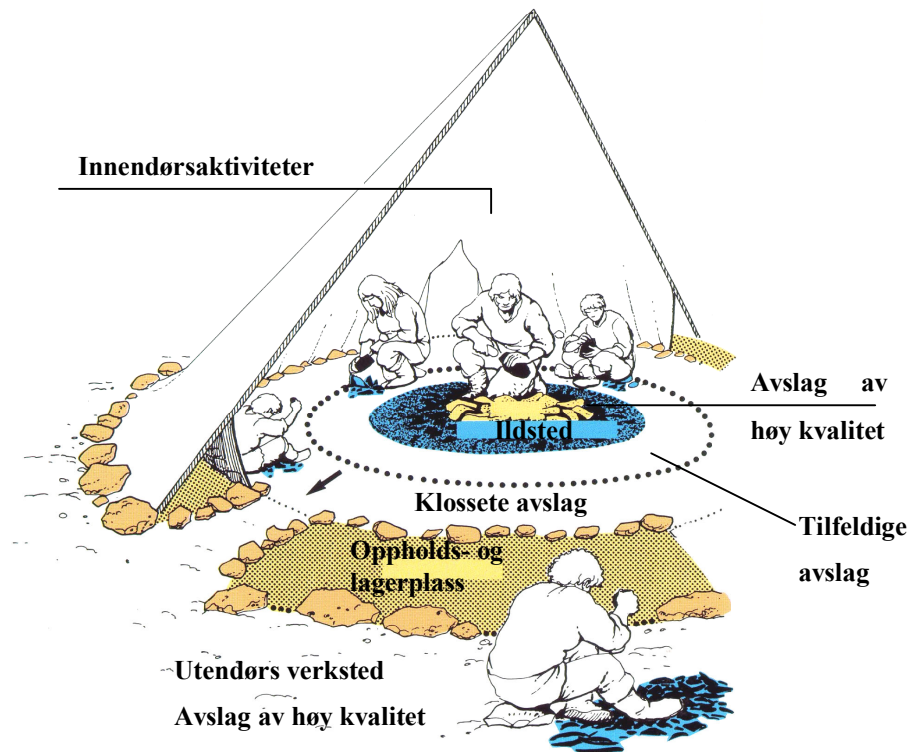 Innendørsaktiviteter
Avslag av
høy kvalitet
Ildsted
Klossete avslag
Tilfeldige
avslag
Oppholds- og
lagerplass
Utendørs verksted
Avslag av høy kvalitet